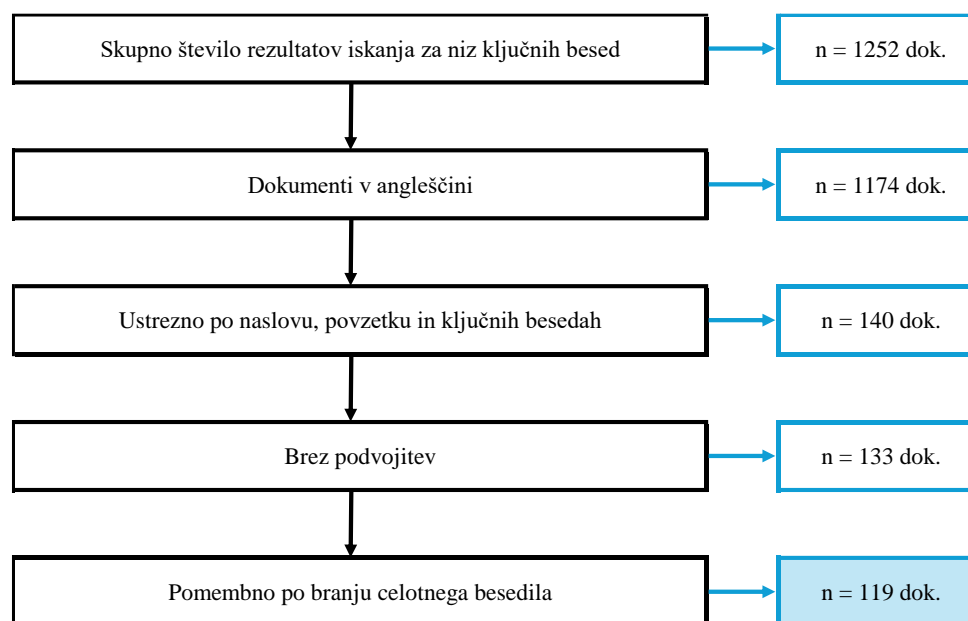 Skupno število rezultatov iskanja za niz ključnih besed
n = 1252 dok.
Dokumenti v angleščini
n = 1174 dok.
Ustrezno po naslovu, povzetku in ključnih besedah
n = 140 dok.
Brez podvojitev
n = 133 dok.
Pomembno po branju celotnega besedila
n = 119 dok.